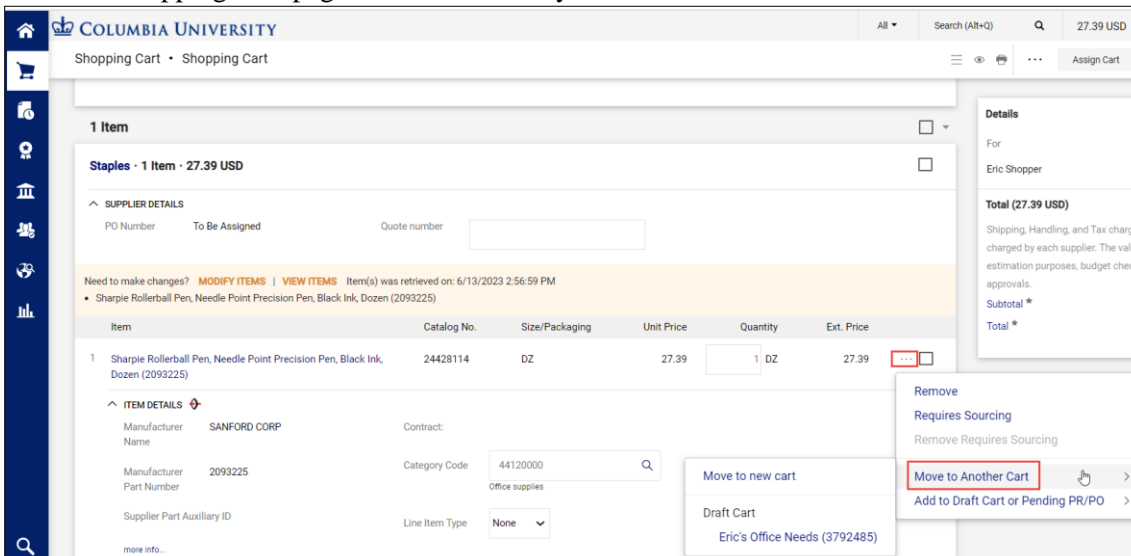 COLUMBIA UNIVERSITY
All
Search (Alt+Q)
27.39 USD
Shopping Cart • Shopping Cart
Assign Cart
1 Item
Staples · 1 Item · 27.39 USD
SUPPLIER DETAILS
PO Number To Be Assigned Quote number
Need to make changes? MODIFY ITEMS | VIEW ITEMS Item(s) was retrieved on: 6/13/2023 2:56:59 PM
• Sharpie Rollerball Pen, Needle Point Precision Pen, Black Ink, Dozen (2093225)
Item Catalog No. Size/Packaging Unit Price Quantity Ext. Price
1 Sharpie Rollerball Pen, Needle Point Precision Pen, Black Ink, 24428114 DZ 27.39 1 DZ 27.39 ...
Dozen (2093225)
ITEM DETAILS
Manufacturer SANFORD CORP Contract:
Name
Manufacturer 2093225 Category Code 44120000
Part Number Office supplies
Supplier Part Auxiliary ID Line Item Type None
more info...
Details
For
Eric Shopper
Total (27.39 USD)
Shipping, Handling, and Tax charg
charged by each supplier. The val
estimation purposes, budget chec
approvals.
Subtotal *
Total *
Remove
Requires Sourcing
Remove Requires Sourcing
Move to Another Cart
Add to Draft Cart or Pending PR/PO
Move to new cart
Draft Cart
Eric's Office Needs (3792485)